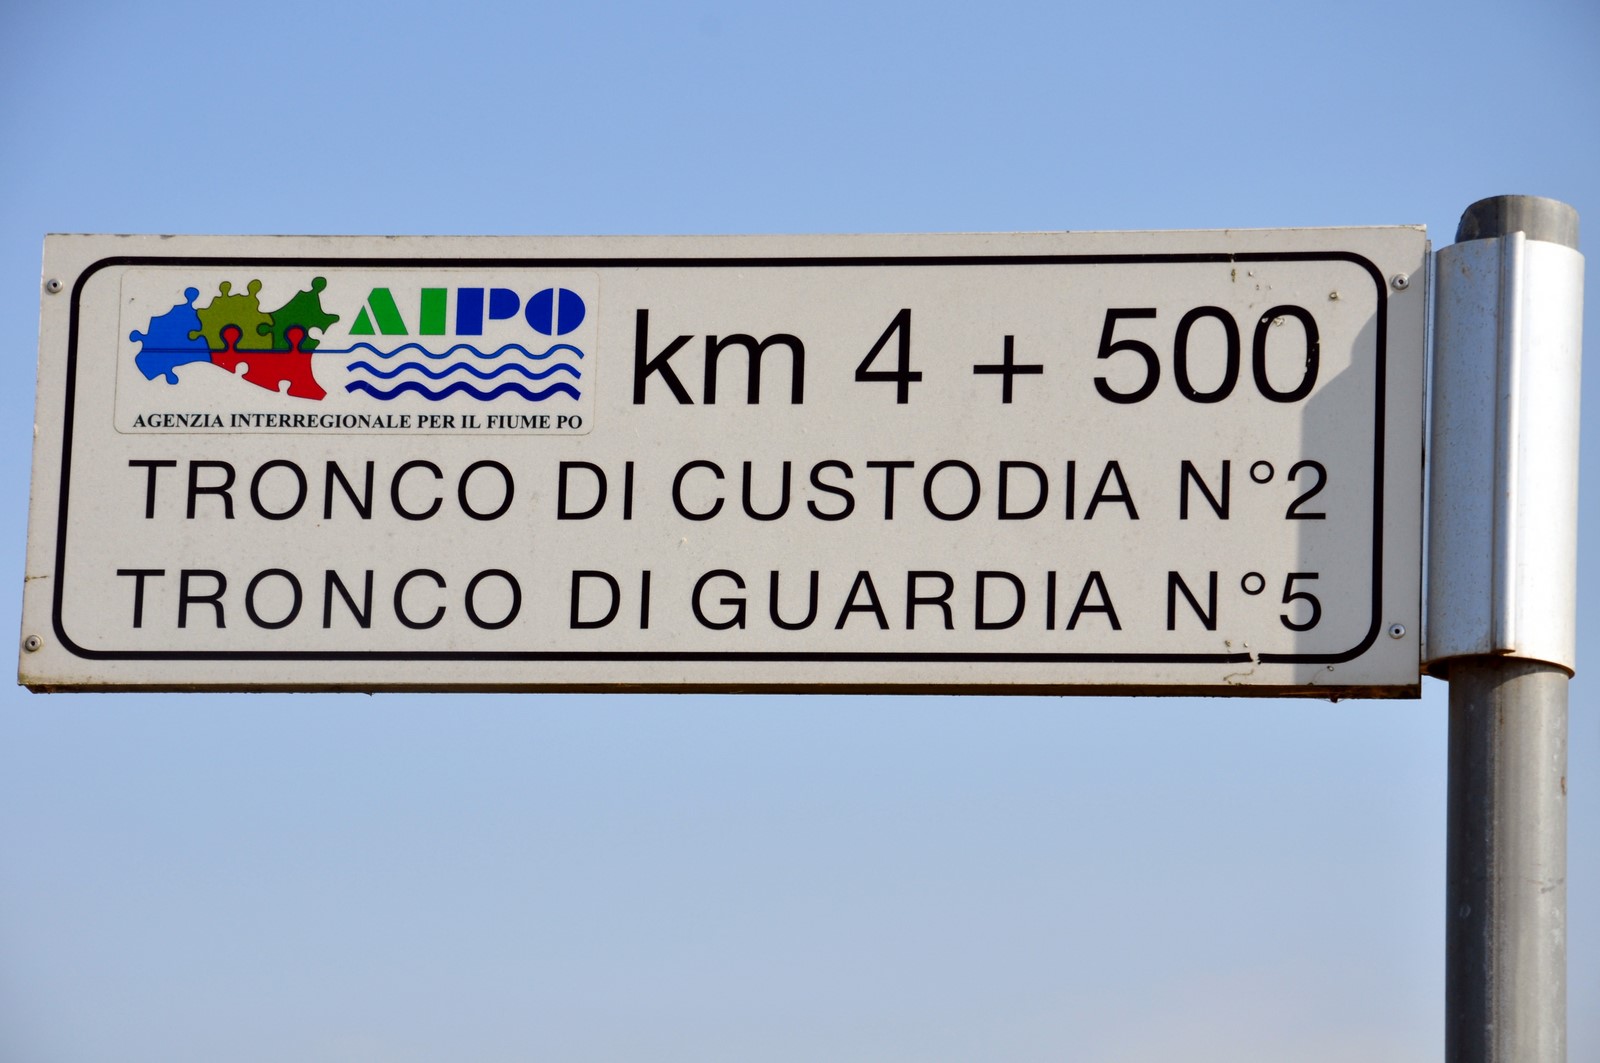 AIPO
AGENZIA INTERREGIONALE PER IL FIUME PO
km 4 + 500
TRONCO DI CUSTODIA N°2
TRONCO DI GUARDIA N°5